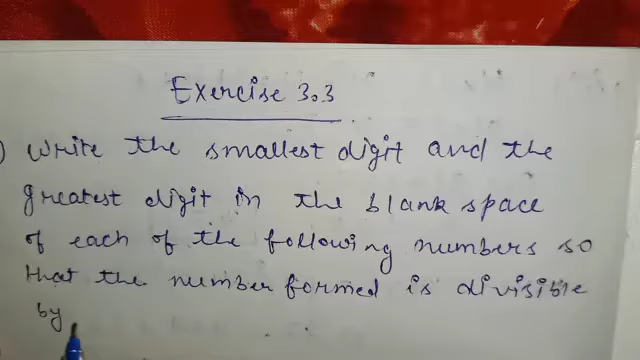 Exercise 3.3
) Write the smallest digit and the
greatest digit in the blank space
of each of the following numbers so
that the number formed is divisible
by